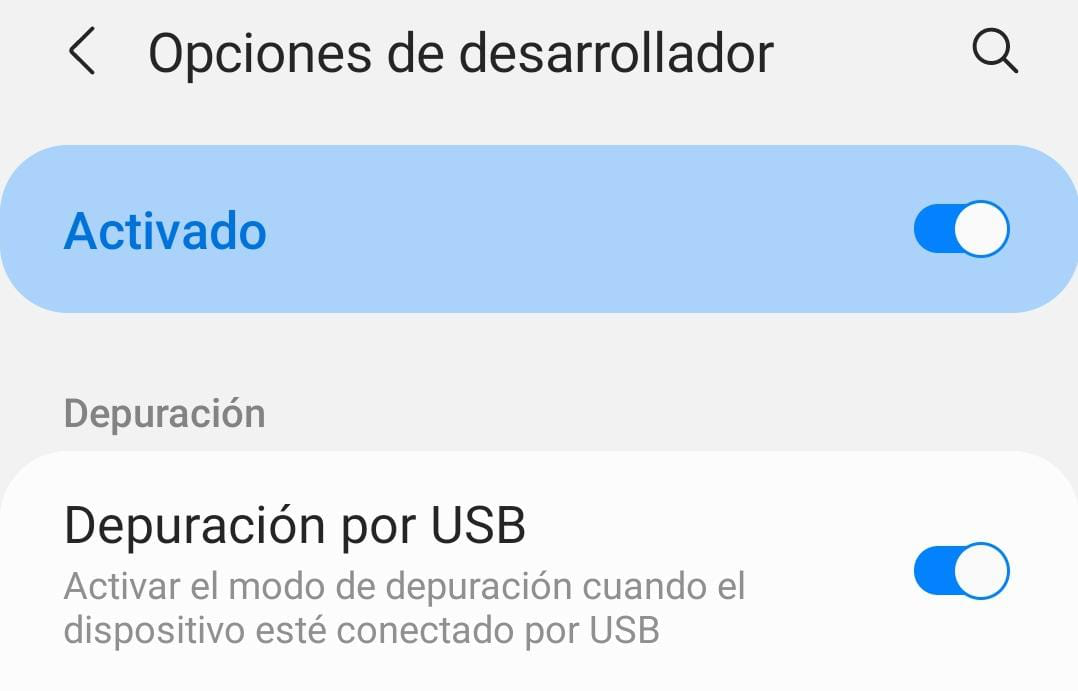 Opciones de desarrollador
Activado
Depuración
Depuración por USB
Activar el modo de depuración cuando el
dispositivo esté conectado por USB